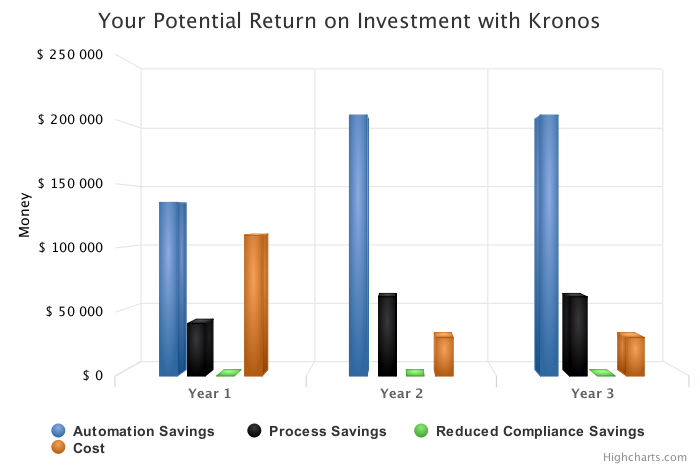 Your Potential Return on Investment with Kronos
$ 250 000
$ 200 000
$ 150 000
$ 100 000
$ 50 000
$ 0
Money
Year 1
Year 2
Year 3
Automation Savings
Process Savings
Reduced Compliance Savings
Cost
Highcharts.com